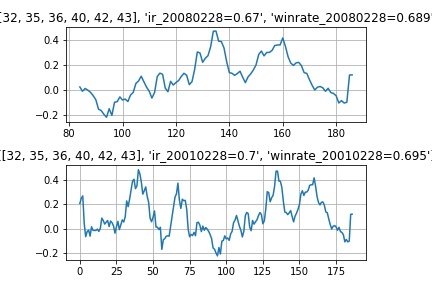 [32, 35, 36, 40, 42, 43], 'ir_20080228=0.67', 'winrate_20080228=0.689'
0.4
0.2
0.0
−0.2
80 100 120 140 160 180
[[32, 35, 36, 40, 42, 43], 'ir_20010228=0.7', 'winrate_20010228=0.695']
0.4
0.2
0.0
−0.2
0 25 50 75 100 125 150 175